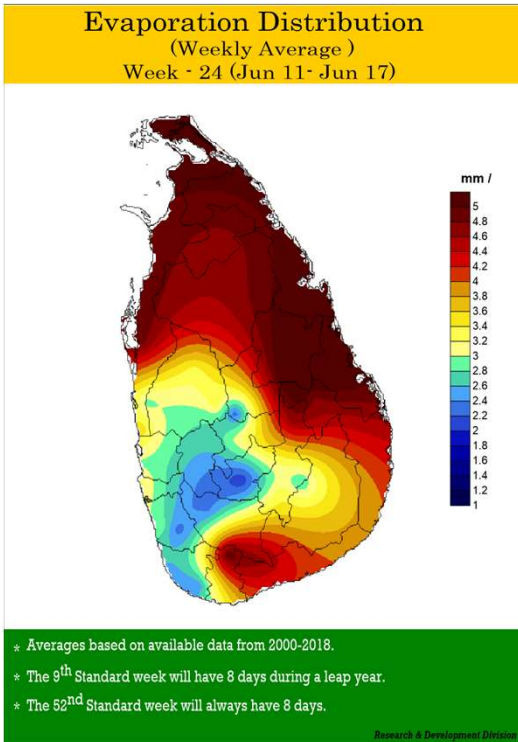 Evaporation Distribution
(Weekly Average )
Week - 24 (Jun 11- Jun 17)
mm /
5
4.8
4.6
4.4
4.2
4
3.8
3.6
3.4
3.2
3
2.8
2.6
2.4
2.2
2
1.8
1.6
1.4
1.2
1
* Averages based on available data from 2000-2018.
* The 9th Standard week will have 8 days during a leap year.
* The 52nd Standard week will always have 8 days.
Research & Development Division